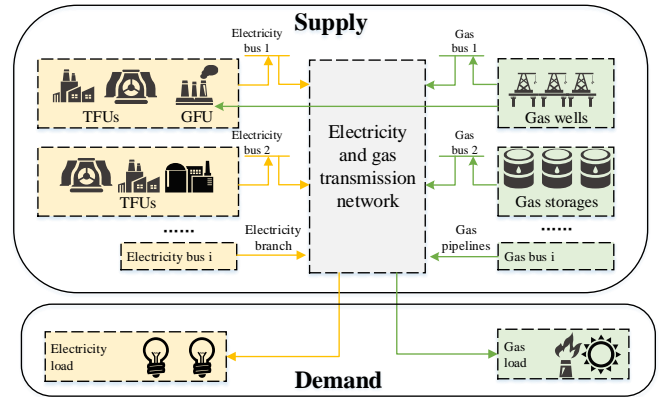 Supply
Electricity
bus 1
Gas
bus 1
TFUs
GFU
Gas wells
Electricity
bus 2
Gas
bus 2
Electricity
and gas
transmission
network
TFUs
Gas storages
......
......
Electricity
branch
Gas
pipelines
Electricity bus i
Gas bus i
Electricity
load
Gas
load
Demand